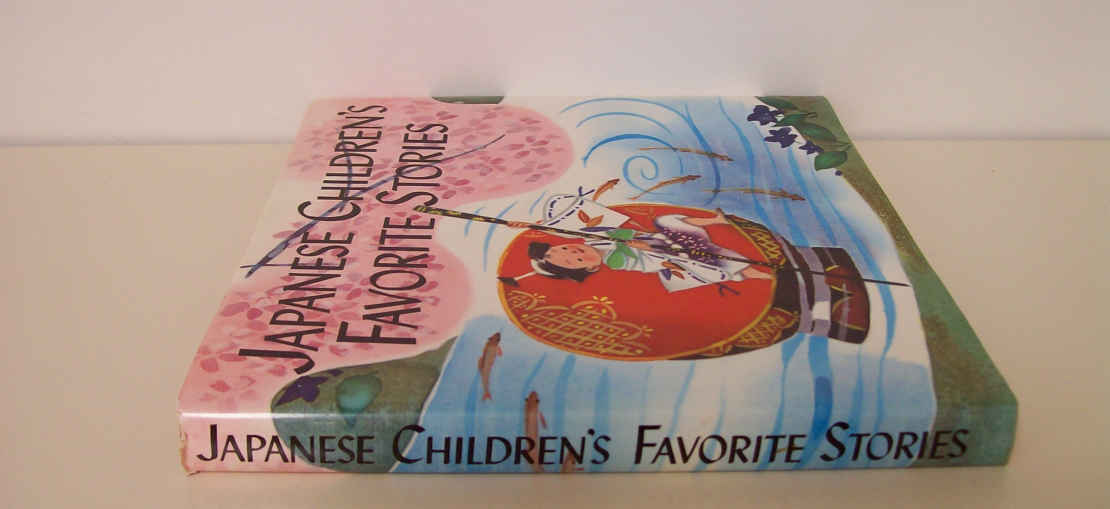 JAPANESE CHILDREN'S
FAVORITE STORIES
JAPANESE CHILDREN'S FAVORITE STORIES